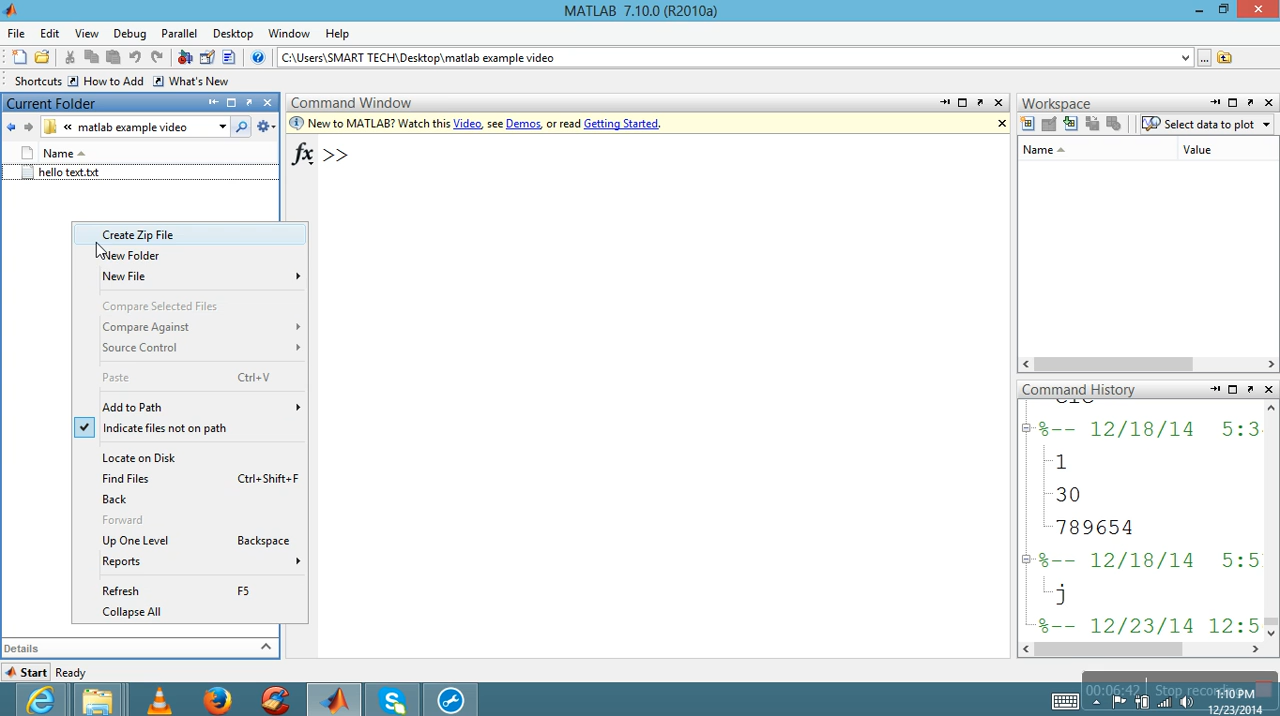 MATLAB 7.10.0 (R2010a)
File Edit View Debug Parallel Desktop Window Help
C:\Users\SMART TECH\Desktop\matlab example video
Shortcuts How to Add What's New
Current Folder
« matlab example video
Name
hello text.txt
Create Zip File
New Folder
New File
Compare Selected Files
Compare Against
Source Control
Paste Ctrl+V
Add to Path
Indicate files not on path
Locate on Disk
Find Files Ctrl+Shift+F
Back
Forward
Up One Level Backspace
Reports
Refresh F5
Collapse All
Details
Command Window
New to MATLAB? Watch this Video, see Demos, or read Getting Started.
fx >>
Workspace
Select data to plot
Name Value
Command History
%-- 12/18/14 5:3
1
30
789654
%-- 12/18/14 5:5
j
%-- 12/23/14 12:5
Start Ready
00:06:42 Stop recording
1:10 PM
12/23/2014